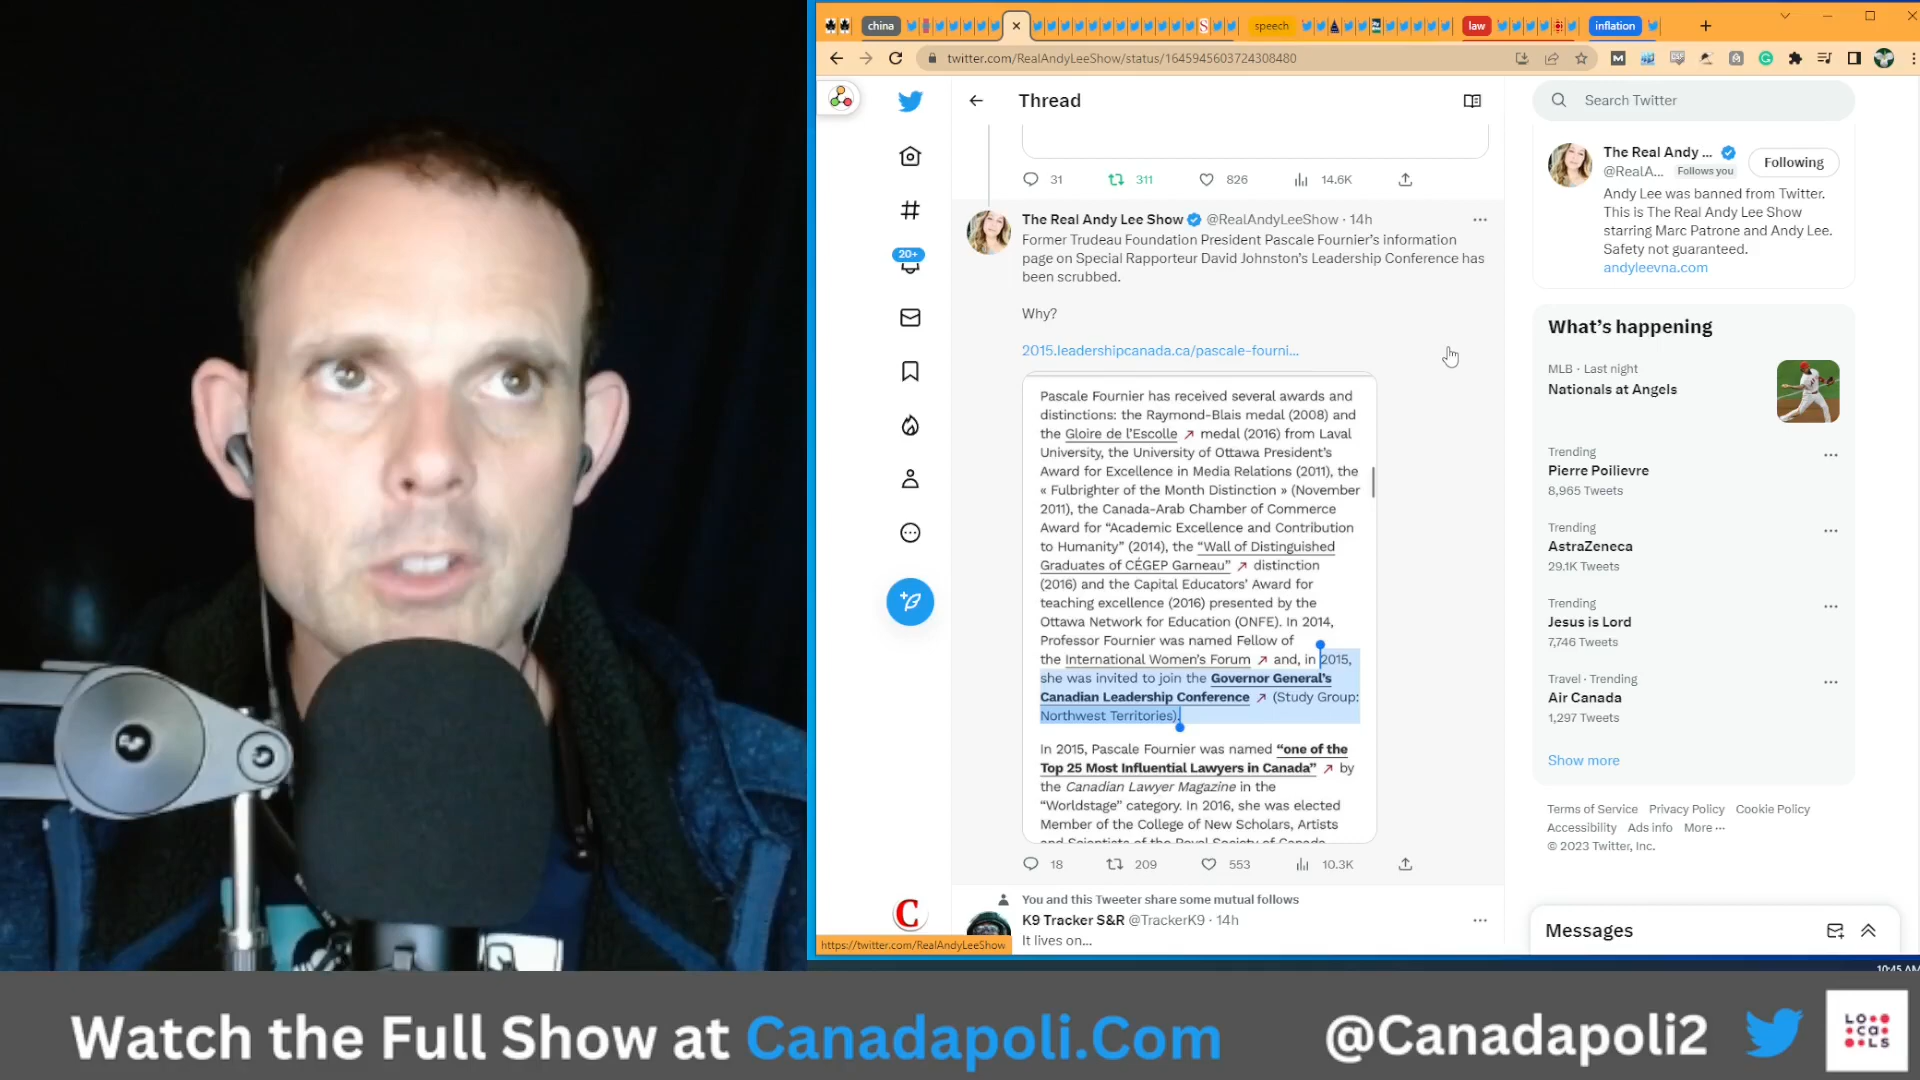 china
speech
law
inflation
twitter.com/RealAndyLeeShow/status/1645945603724308480
Thread
31
311
826
14.6K
The Real Andy Lee Show @RealAndyLeeShow · 14h
Former Trudeau Foundation President Pascale Fournier's information
page on Special Rapporteur David Johnston's Leadership Conference has
been scrubbed.
Why?
2015.leadershipcanada.ca/pascale-fourni...
Pascale Fournier has received several awards and
distinctions: the Raymond-Blais medal (2008) and
the Gloire de l'Escolle medal (2016) from Laval
University, the University of Ottawa President's
Award for Excellence in Media Relations (2011), the
« Fulbrighter of the Month Distinction » (November
2011), the Canada-Arab Chamber of Commerce
Award for "Academic Excellence and Contribution
to Humanity" (2014), the "Wall of Distinguished
Graduates of CÉGEP Garneau" distinction
(2016) and the Capital Educators' Award for
teaching excellence (2016) presented by the
Ottawa Network for Education (ONFE). In 2014,
Professor Fournier was named Fellow of
the International Women's Forum and, in 2015,
she was invited to join the Governor General's
Canadian Leadership Conference (Study Group:
Northwest Territories).
In 2015, Pascale Fournier was named "one of the
Top 25 Most Influential Lawyers in Canada" by
the Canadian Lawyer Magazine in the
"Worldstage" category. In 2016, she was elected
Member of the College of New Scholars, Artists
and Scientists of the Royal Society of Canada
18
209
553
10.3K
You and this Tweeter share some mutual follows
K9 Tracker S&R @TrackerK9 · 14h
It lives on...
20+
C
https://twitter.com/RealAndyLeeShow
Search Twitter
The Real Andy ...
Following
@RealA... Follows you
Andy Lee was banned from Twitter.
This is The Real Andy Lee Show
starring Marc Patrone and Andy Lee.
Safety not guaranteed.
andyleevna.com
What's happening
MLB · Last night
Nationals at Angels
Trending
Pierre Poilievre
8,965 Tweets
Trending
AstraZeneca
29.1K Tweets
Trending
Jesus is Lord
7,746 Tweets
Travel · Trending
Air Canada
1,297 Tweets
Show more
Terms of Service Privacy Policy Cookie Policy
Accessibility Ads info More ···
© 2023 Twitter, Inc.
Messages
10:45 AM
Watch the Full Show at Canadapoli.Com
@Canadapoli2
LO
ca
LS